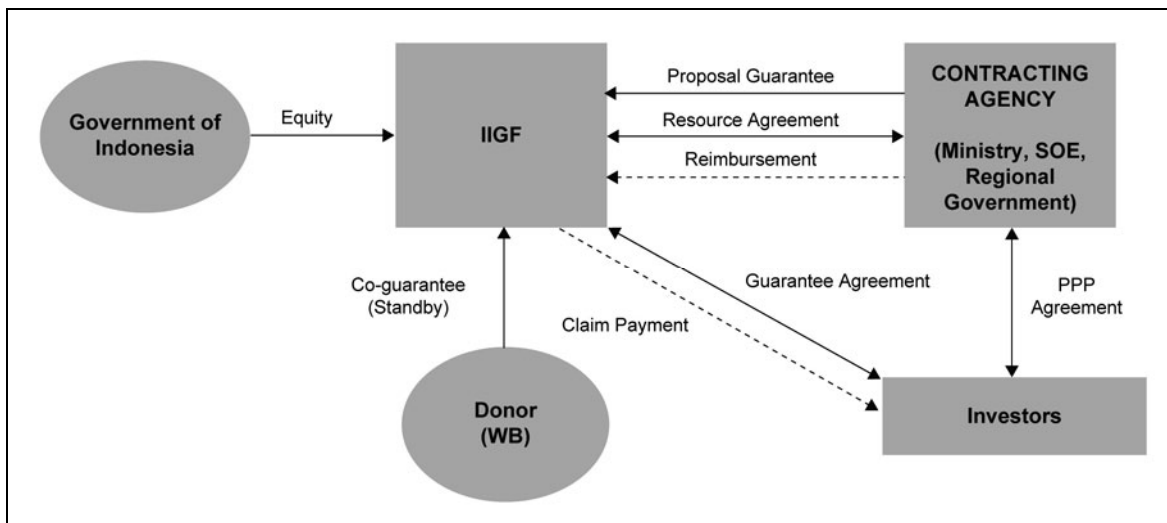 Government of
Indonesia
Equity
IIGF
Proposal Guarantee
Resource Agreement
Reimbursement
CONTRACTING
AGENCY
(Ministry, SOE,
Regional
Government)
Co-guarantee
(Standby)
Claim Payment
Guarantee Agreement
PPP
Agreement
Donor
(WB)
Investors